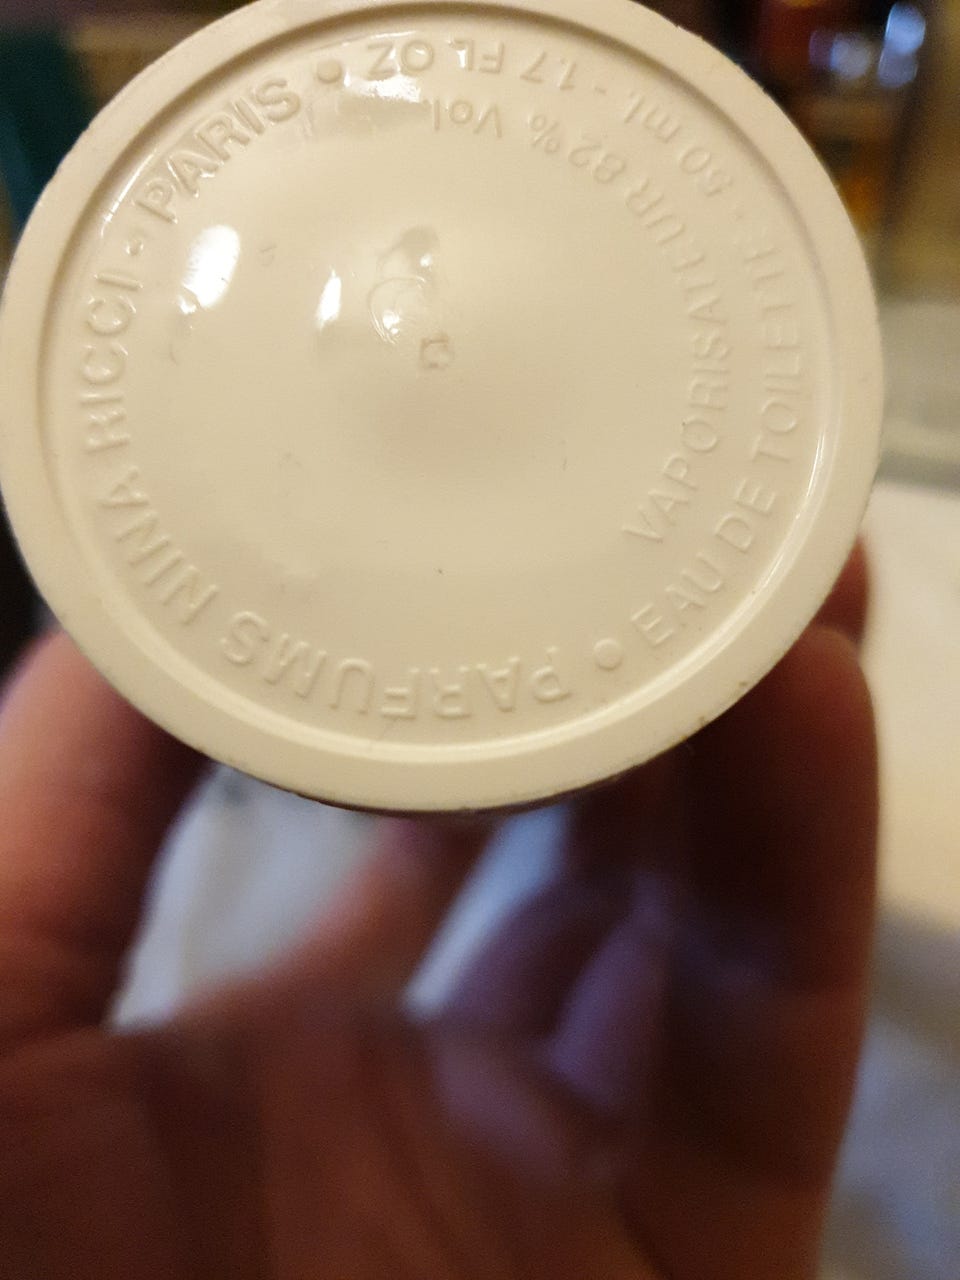 PARFUMS NINA RICCI - PARIS
EAU DE TOILETTE - 50 ml. - 1.7 FL OZ
VAPORISATEUR 82% Vol.